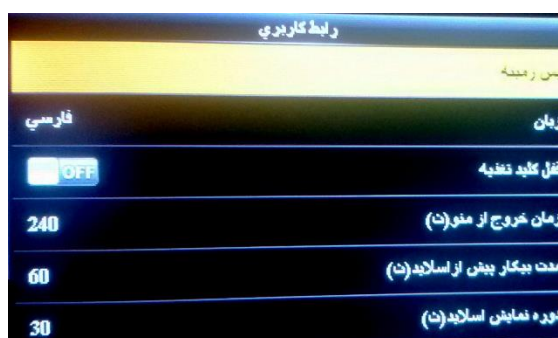 رابط کاربري
پس زمینه
زبان فارسي
قفل کلید تغذیه OFF
زمان خروج از منو(ث) 240
مدت بیکار پیش از اسلاید(ث) 60
دوره نمایش اسلاید(ث) 30